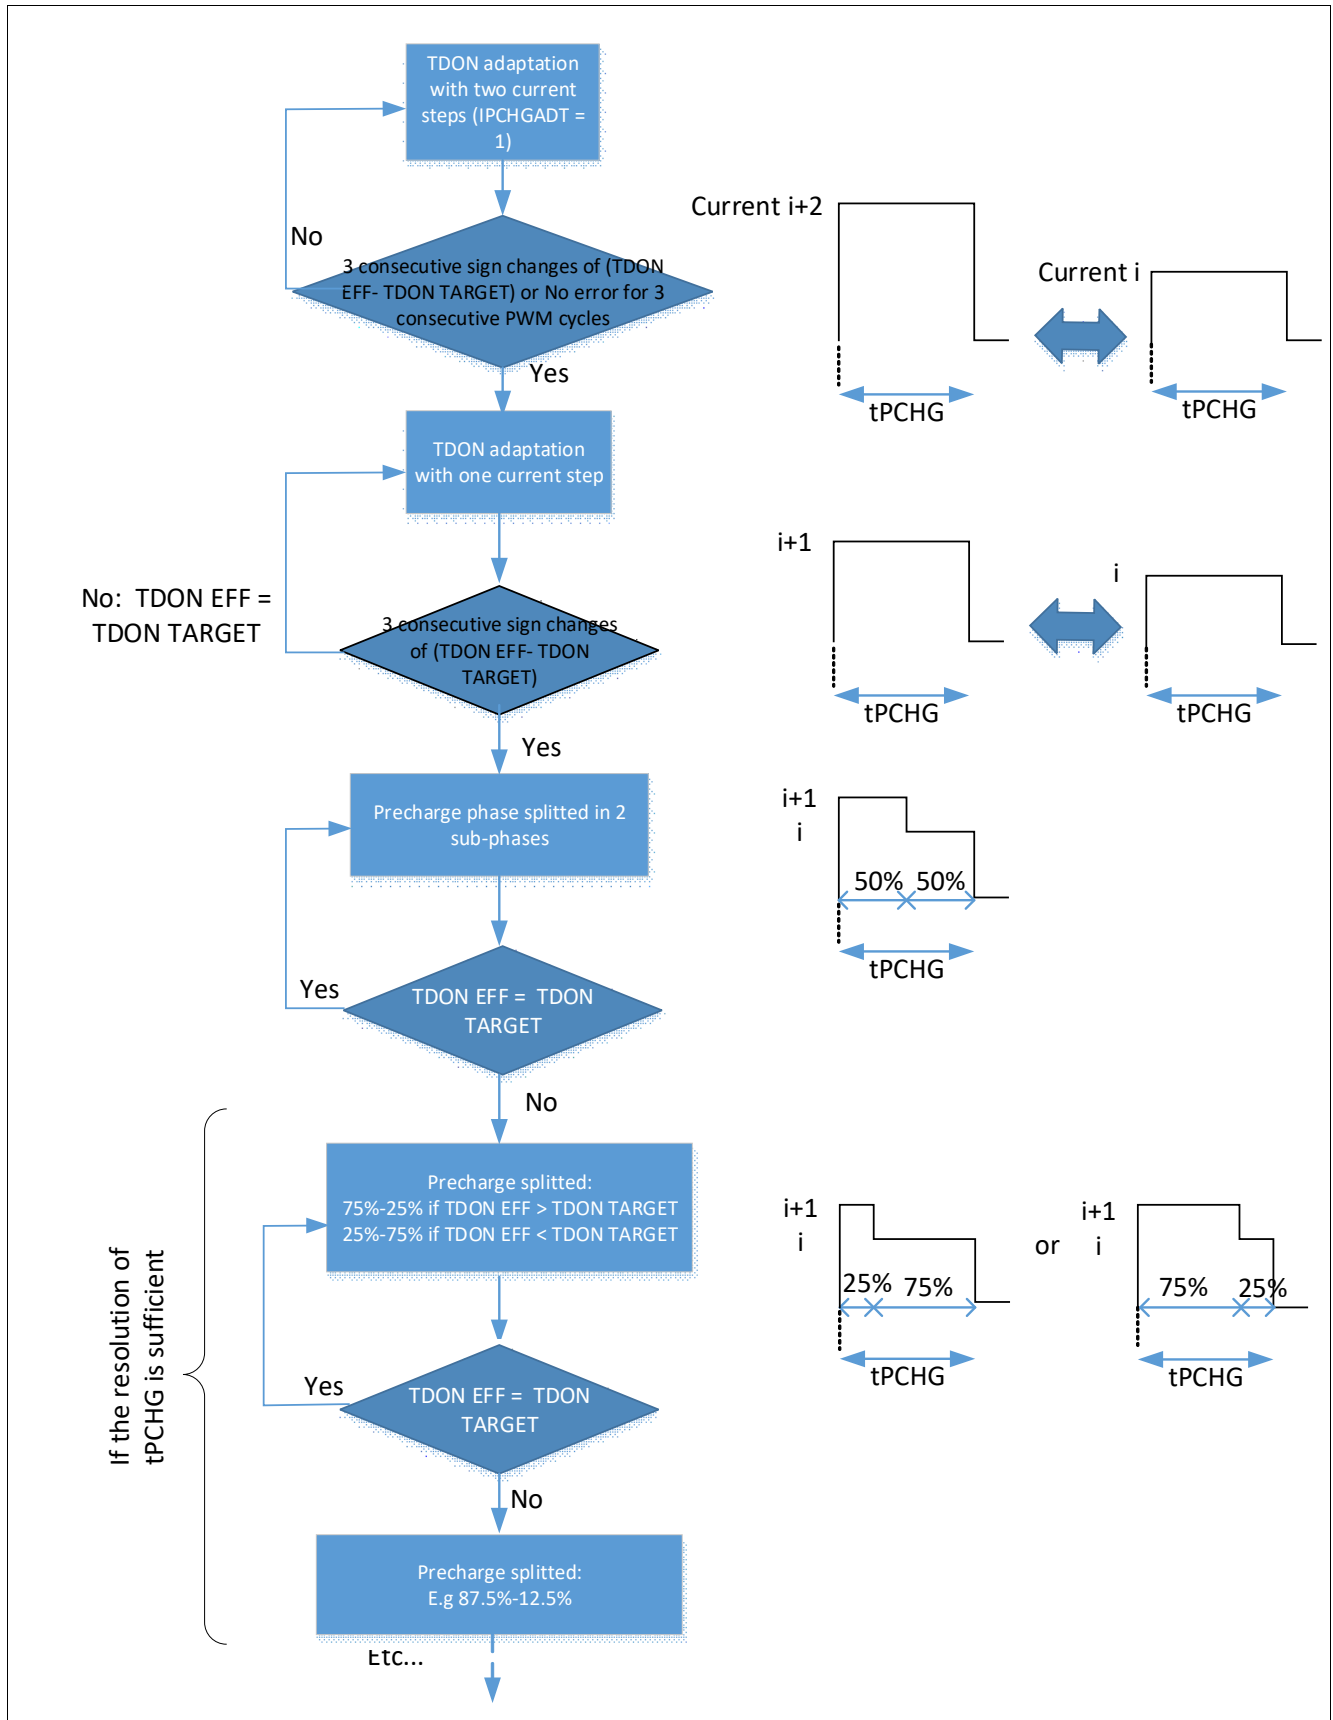 TDON adaptation
with two current
steps (IPCHGADT =
1)
No
3 consecutive sign changes of (TDON
EFF- TDON TARGET) or No error for 3
consecutive PWM cycles
Yes
Current i+2
tPCHG
Current i
tPCHG
TDON adaptation
with one current step
No:  TDON EFF =
TDON TARGET
3 consecutive sign changes
of (TDON EFF- TDON
TARGET)
Yes
i+1
tPCHG
i
tPCHG
Precharge phase splitted in 2
sub-phases
i+1
i
50%
50%
tPCHG
Yes
TDON EFF =  TDON
TARGET
No
If the resolution of
tPCHG is sufficient
Precharge splitted:
75%-25% if TDON EFF > TDON TARGET
25%-75% if TDON EFF < TDON TARGET
i+1
i
25%
75%
tPCHG
or
i+1
i
75%
25%
tPCHG
Yes
TDON EFF =  TDON
TARGET
No
Precharge splitted:
E.g 87.5%-12.5%
Etc...